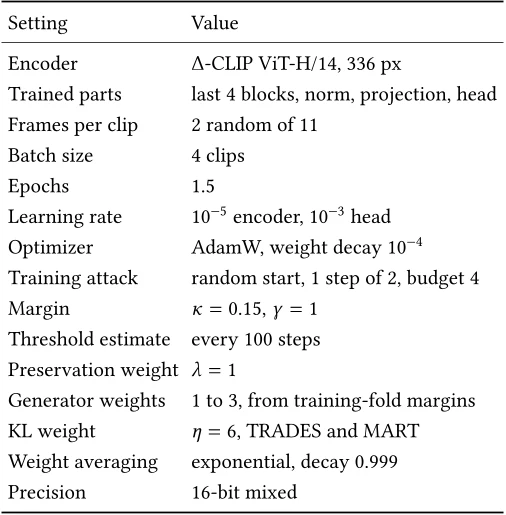 Setting Value
Encoder Δ-CLIP ViT-H/14, 336 px
Trained parts last 4 blocks, norm, projection, head
Frames per clip 2 random of 11
Batch size 4 clips
Epochs 1.5
Learning rate 10⁻⁵ encoder, 10⁻³ head
Optimizer AdamW, weight decay 10⁻⁴
Training attack random start, 1 step of 2, budget 4
Margin κ = 0.15, γ = 1
Threshold estimate every 100 steps
Preservation weight λ = 1
Generator weights 1 to 3, from training-fold margins
KL weight η = 6, TRADES and MART
Weight averaging exponential, decay 0.999
Precision 16-bit mixed